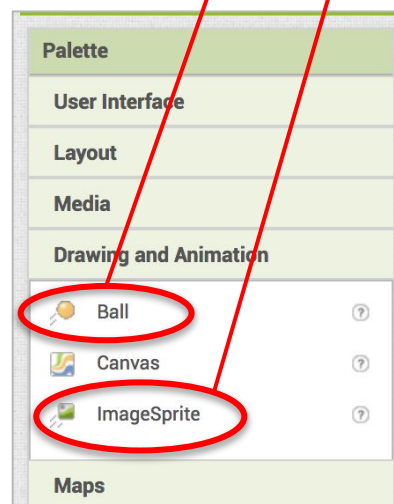 Palette
User Interface
Layout
Media
Drawing and Animation
Ball ?
Canvas ?
ImageSprite ?
Maps